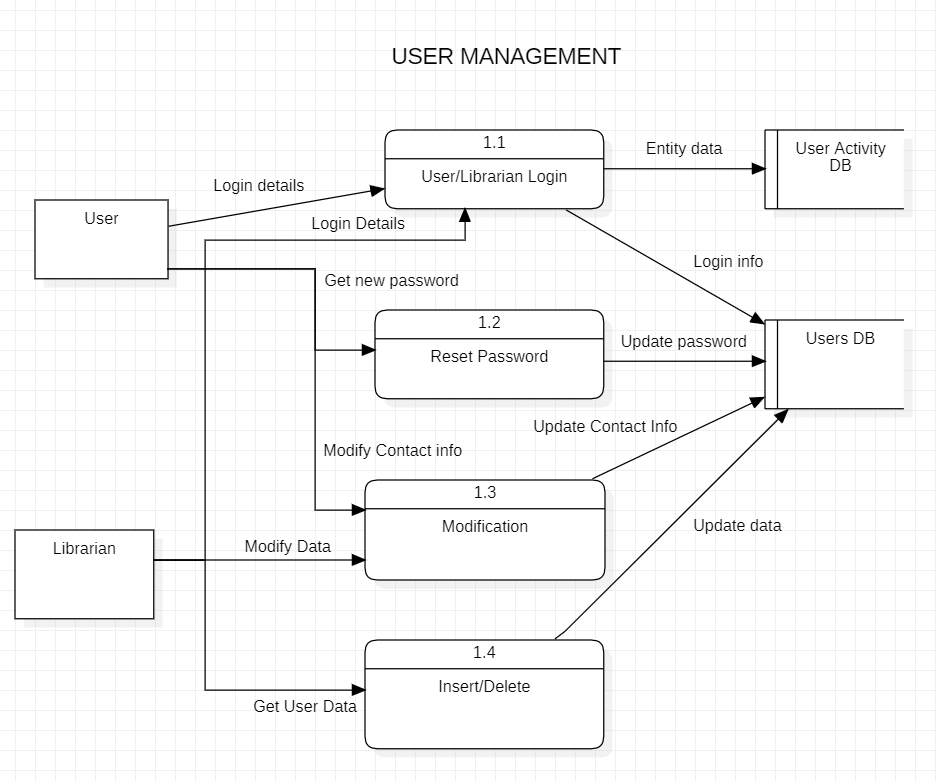 USER MANAGEMENT
1.1
User/Librarian Login
Entity data
User Activity
DB
Login details
User
Login Details
Login info
Get new password
1.2
Reset Password
Update password
Users DB
Update Contact Info
Modify Contact info
1.3
Modification
Update data
Librarian
Modify Data
1.4
Insert/Delete
Get User Data